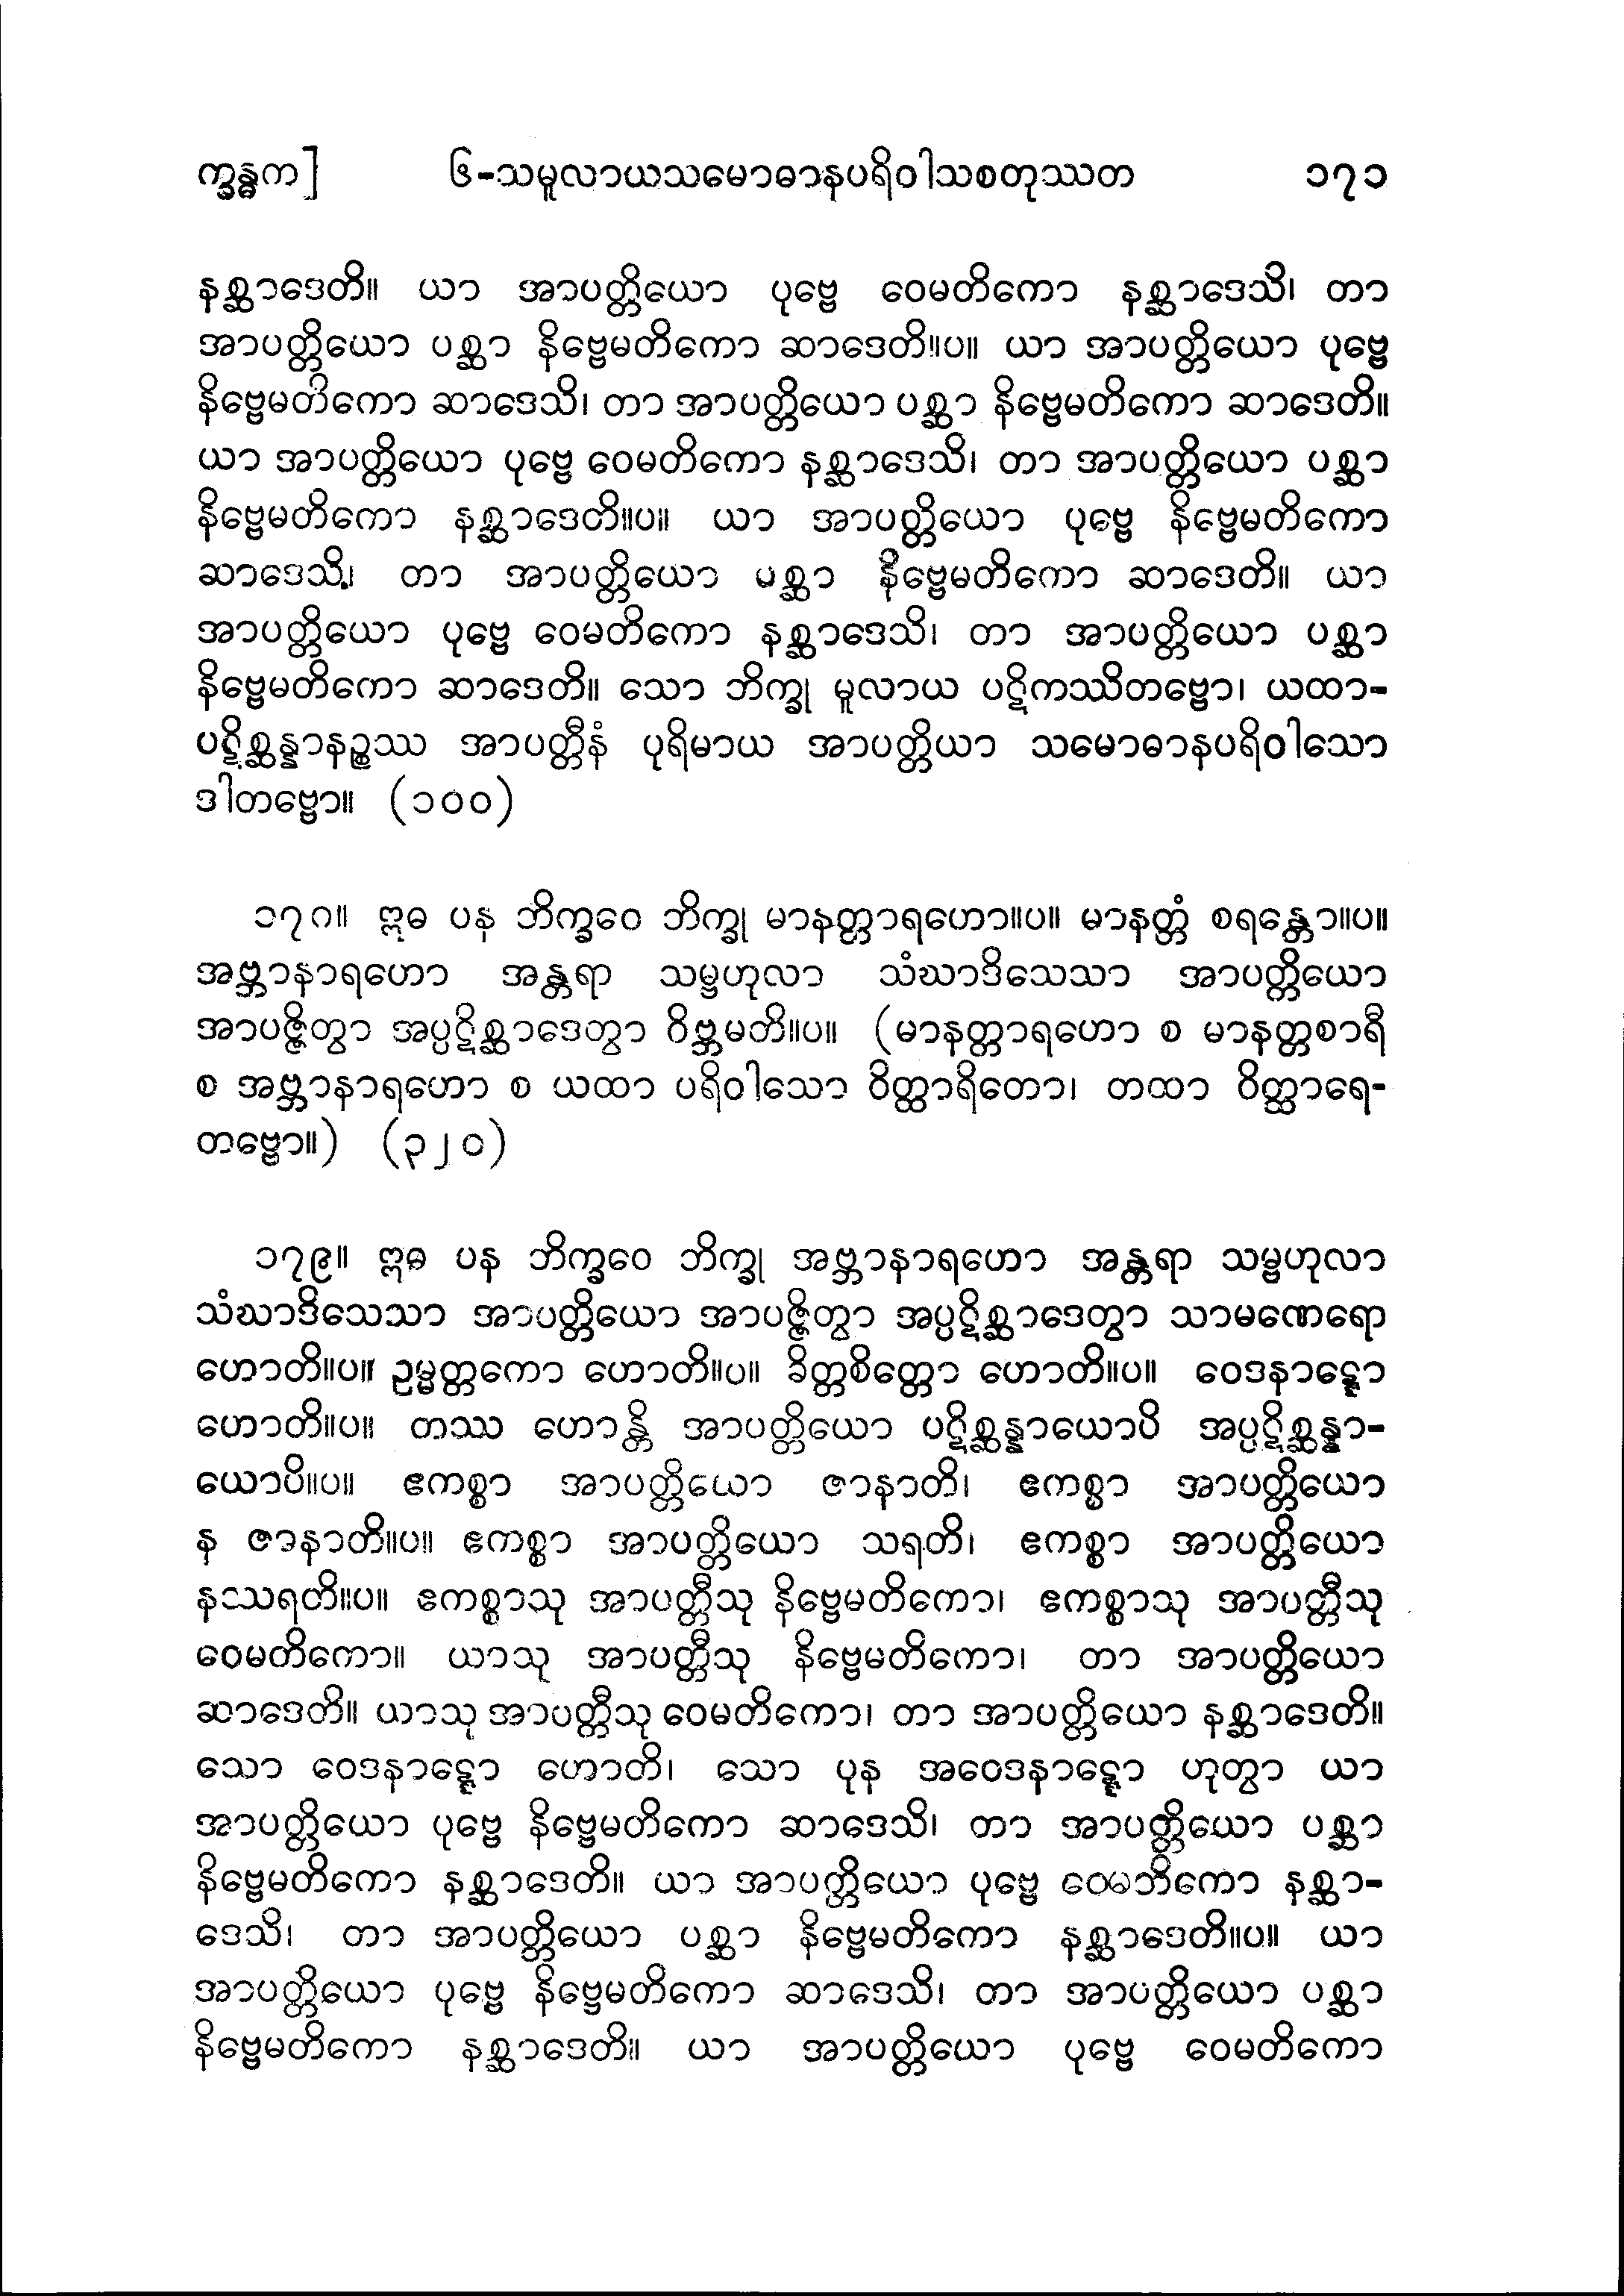 က္ခန္ဓက] ၆-သမူလာယသမောဓာနပရိဝါသစတုဿတ ၁၇၁
နစ္ဆာဒေတိ။ ယာ အာပတ္တိယော ပုဗ္ဗေ ဝေမတိကော နစ္ဆာဒေသိ၊ တာ
အာပတ္တိယော ပစ္ဆာ နိဗ္ဗေမတိကော ဆာဒေတိ။ပ။ ယာ အာပတ္တိယော ပုဗ္ဗေ
နိဗ္ဗေမတိကော ဆာဒေသိ၊ တာ အာပတ္တိယော ပစ္ဆာ နိဗ္ဗေမတိကော ဆာဒေတိ။
ယာ အာပတ္တိယော ပုဗ္ဗေ ဝေမတိကော နစ္ဆာဒေသိ၊ တာ အာပတ္တိယော ပစ္ဆာ
နိဗ္ဗေမတိကော နစ္ဆာဒေတိ။ပ။ ယာ အာပတ္တိယော ပုဗ္ဗေ နိဗ္ဗေမတိကော
ဆာဒေသိ၊ တာ အာပတ္တိယော ပစ္ဆာ နိဗ္ဗေမတိကော ဆာဒေတိ။ ယာ
အာပတ္တိယော ပုဗ္ဗေ ဝေမတိကော နစ္ဆာဒေသိ၊ တာ အာပတ္တိယော ပစ္ဆာ
နိဗ္ဗေမတိကော ဆာဒေတိ။ သော ဘိက္ခု မူလာယ ပဋိကဿိတဗ္ဗော၊ ယထာ-
ပဋိစ္ဆန္နာနဉ္စဿ အာပတ္တီနံ ပုရိမာယ အာပတ္တိယာ သမောဓာနပရိဝါသော
ဒါတဗ္ဗော။ (၁၀၀)
၁၇၈။ ဣဓ ပန ဘိက္ခဝေ ဘိက္ခု မာနတ္တာရဟော။ပ။ မာနတ္တံ စရန္တော။ပ။
အဗ္ဘာနာရဟော အန္တရာ သမ္ဗဟုလာ သံဃာဒိသေသာ အာပတ္တိယော
အာပဇ္ဇိတွာ အပ္ပဋိစ္ဆာဒေတွာ ဝိဗ္ဘမတိ။ပ။ (မာနတ္တာရဟော စ မာနတ္တစာရီ
စ အဗ္ဘာနာရဟော စ ယထာ ပရိဝါသော ဝိတ္ထာရိတော၊ တထာ ဝိတ္ထာရေ-
တဗ္ဗော။) (၃၂၀)
၁၇၉။ ဣဓ ပန ဘိက္ခဝေ ဘိက္ခု အဗ္ဘာနာရဟော အန္တရာ သမ္ဗဟုလာ
သံဃာဒိသေသာ အာပတ္တိယော အာပဇ္ဇိတွာ အပ္ပဋိစ္ဆာဒေတွာ သာမဏေရော
ဟောတိ။ပ။ ဥမ္မတ္တကော ဟောတိ။ပ။ ခိတ္တစိတ္တော ဟောတိ။ပ။ ဝေဒနာဋ္ဋော
ဟောတိ။ပ။ တဿ ဟောန္တိ အာပတ္တိယော ပဋိစ္ဆန္နာယောပိ အပ္ပဋိစ္ဆန္နာ-
ယောပိ။ပ။ ဧကစ္စာ အာပတ္တိယော ဇာနာတိ၊ ဧကစ္စာ အာပတ္တိယော
န ဇာနာတိ။ပ။ ဧကစ္စာ အာပတ္တိယော သရတိ၊ ဧကစ္စာ အာပတ္တိယော
နဿရတိ။ပ။ ဧကစ္စာသု အာပတ္တီသု နိဗ္ဗေမတိကော၊ ဧကစ္စာသု အာပတ္တီသု
ဝေမတိကော။ ယာသု အာပတ္တီသု နိဗ္ဗေမတိကော၊ တာ အာပတ္တိယော
ဆာဒေတိ။ ယာသု အာပတ္တီသု ဝေမတိကော၊ တာ အာပတ္တိယော နစ္ဆာဒေတိ။
သော ဝေဒနာဋ္ဋော ဟောတိ၊ သော ပုန အဝေဒနာဋ္ဋော ဟုတွာ ယာ
အာပတ္တိယော ပုဗ္ဗေ နိဗ္ဗေမတိကော ဆာဒေသိ၊ တာ အာပတ္တိယော ပစ္ဆာ
နိဗ္ဗေမတိကော နစ္ဆာဒေတိ။ ယာ အာပတ္တိယော ပုဗ္ဗေ ဝေမတိကော နစ္ဆာ-
ဒေသိ၊ တာ အာပတ္တိယော ပစ္ဆာ နိဗ္ဗေမတိကော နစ္ဆာဒေတိ။ပ။ ယာ
အာပတ္တိယော ပုဗ္ဗေ နိဗ္ဗေမတိကော ဆာဒေသိ၊ တာ အာပတ္တိယော ပစ္ဆာ
နိဗ္ဗေမတိကော နစ္ဆာဒေတိ။ ယာ အာပတ္တိယော ပုဗ္ဗေ ဝေမတိကော